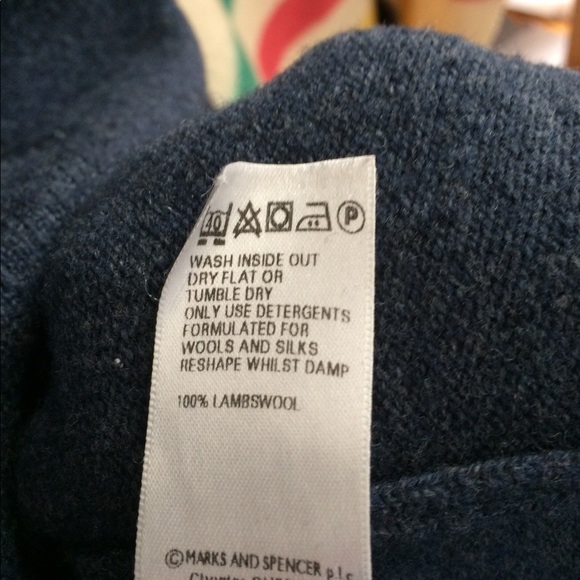 40 P
WASH INSIDE OUT
DRY FLAT OR
TUMBLE DRY
ONLY USE DETERGENTS
FORMULATED FOR
WOOLS AND SILKS
RESHAPE WHILST DAMP
100% LAMBSWOOL
©MARKS AND SPENCER p.l.c.